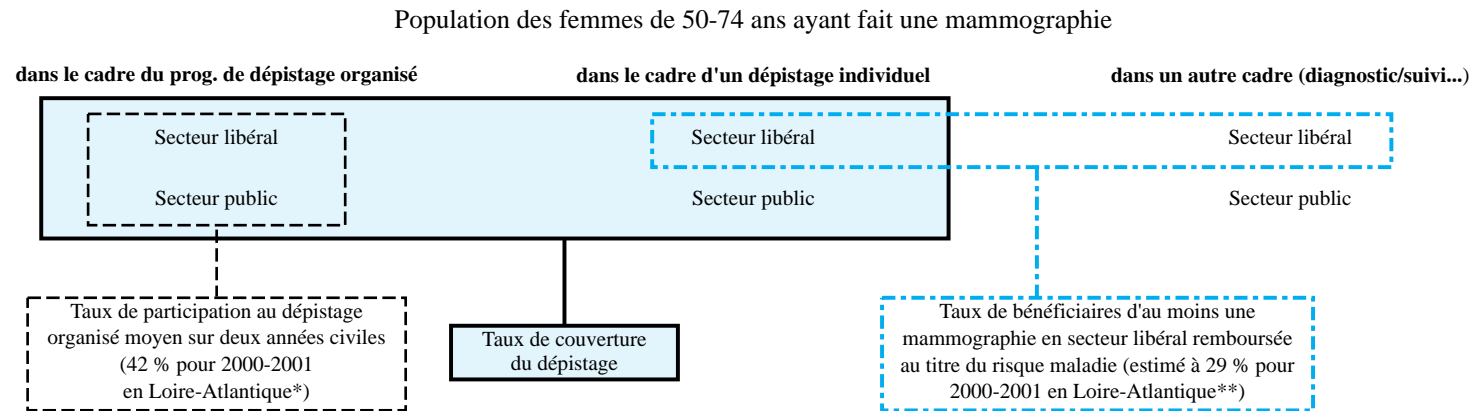 Population des femmes de 50-74 ans ayant fait une mammographie
dans le cadre du prog. de dépistage organisé
dans le cadre d'un dépistage individuel
dans un autre cadre (diagnostic/suivi...)
Secteur libéral
Secteur libéral
Secteur libéral
Secteur public
Secteur public
Secteur public
Taux de participation au dépistage
organisé moyen sur deux années civiles
(42 % pour 2000-2001
en Loire-Atlantique*)
Taux de couverture
du dépistage
Taux de bénéficiaires d'au moins une
mammographie en secteur libéral remboursée
au titre du risque maladie (estimé à 29 % pour
2000-2001 en Loire-Atlantique**)